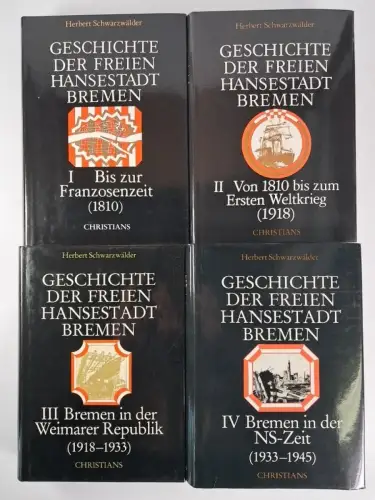 Herbert Schwarzwälder
GESCHICHTE
DER FREIEN
HANSESTADT
BREMEN
I Bis zur
Franzosenzeit
(1810)
CHRISTIANS
Herbert Schwarzwälder
GESCHICHTE
DER FREIEN
HANSESTADT
BREMEN
II Von 1810 bis zum
Ersten Weltkrieg
(1918)
CHRISTIANS
Herbert Schwarzwälder
GESCHICHTE
DER FREIEN
HANSESTADT
BREMEN
III Bremen in der
Weimarer Republik
(1918–1933)
CHRISTIANS
Herbert Schwarzwälder
GESCHICHTE
DER FREIEN
HANSESTADT
BREMEN
IV Bremen in der
NS-Zeit
(1933–1945)
CHRISTIANS